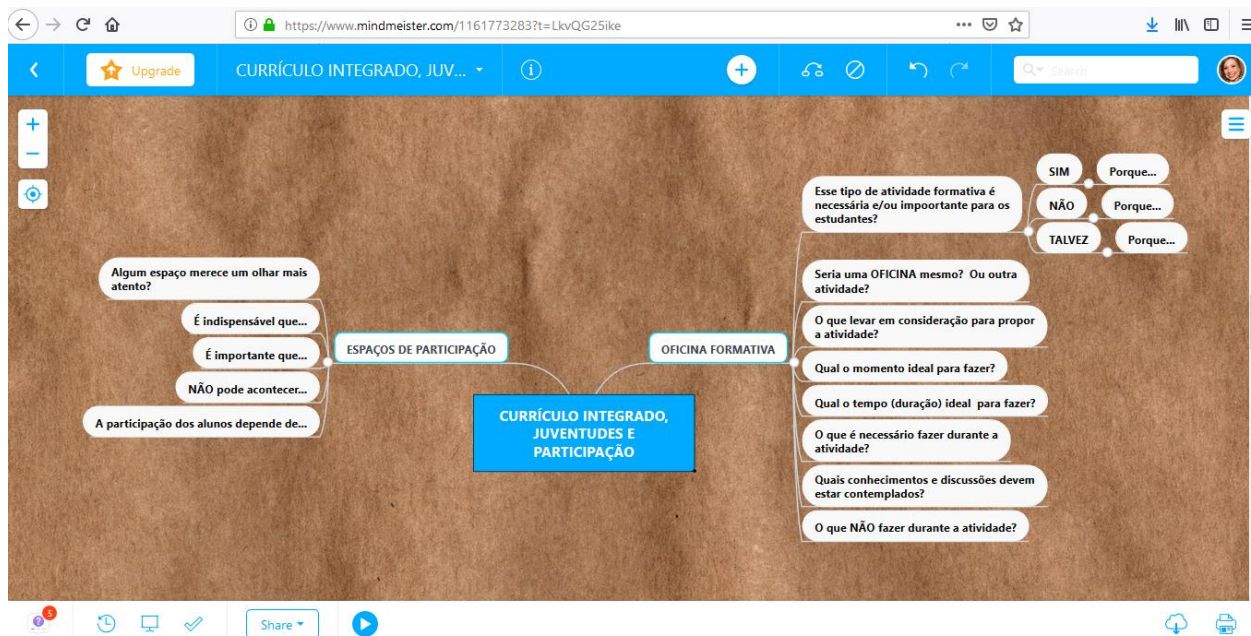 https://www.mindmeister.com/1161773283?t=LkvQG25ike
Upgrade
CURRÍCULO INTEGRADO, JUV...
Search
Algum espaço merece um olhar mais
atento?
É indispensável que...
É importante que...
NÃO pode acontecer...
A participação dos alunos depende de...
ESPAÇOS DE PARTICIPAÇÃO
CURRÍCULO INTEGRADO,
JUVENTUDES E
PARTICIPAÇÃO
OFICINA FORMATIVA
Esse tipo de atividade formativa é
necessária e/ou impoortante para os
estudantes?
SIM
Porque...
NÃO
Porque...
TALVEZ
Porque...
Seria uma OFICINA mesmo? Ou outra
atividade?
O que levar em consideração para propor
a atividade?
Qual o momento ideal para fazer?
Qual o tempo (duração) ideal para fazer?
O que é necessário fazer durante a
atividade?
Quais conhecimentos e discussões devem
estar contemplados?
O que NÃO fazer durante a atividade?
5
Share